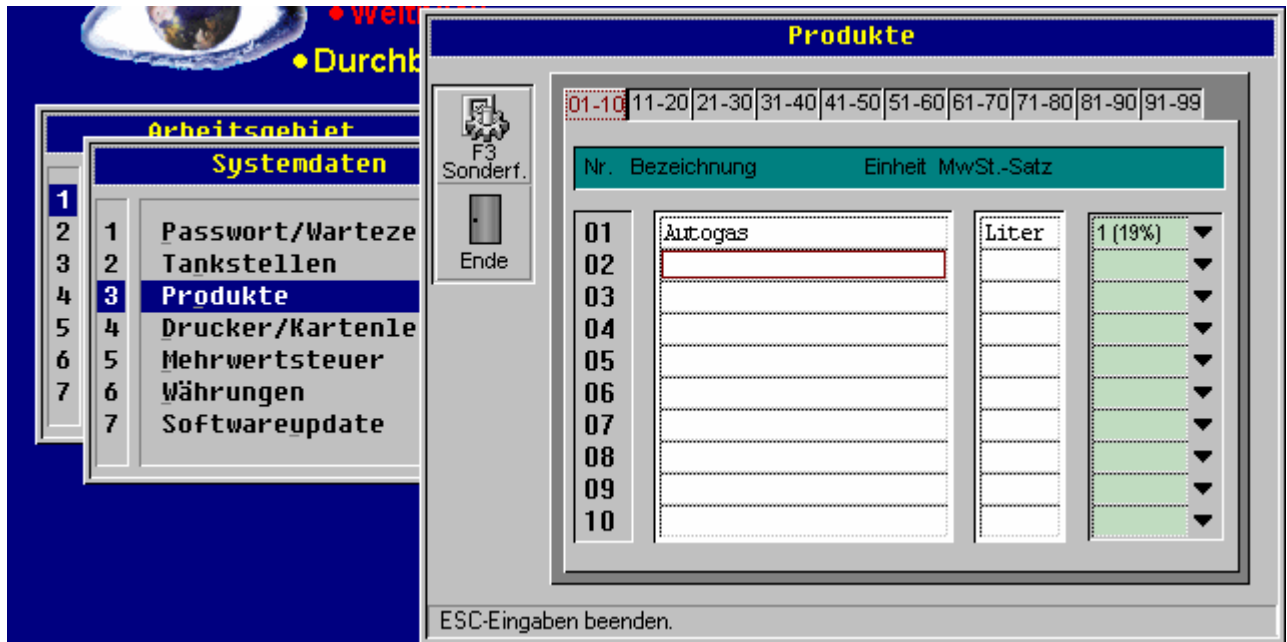 Durchb
Arbeitsgebiet
1
2
3
4
5
6
7
Systemdaten
1 Passwort/Warteze
2 Tankstellen
3 Produkte
4 Drucker/Kartenle
5 Mehrwertsteuer
6 Währungen
7 Softwareupdate
Produkte
F3
Sonderf.
Ende
01-10 11-20 21-30 31-40 41-50 51-60 61-70 71-80 81-90 91-99
Nr. Bezeichnung Einheit MwSt.-Satz
01 Autogas Liter 1 (19%)
02
03
04
05
06
07
08
09
10
ESC-Eingaben beenden.